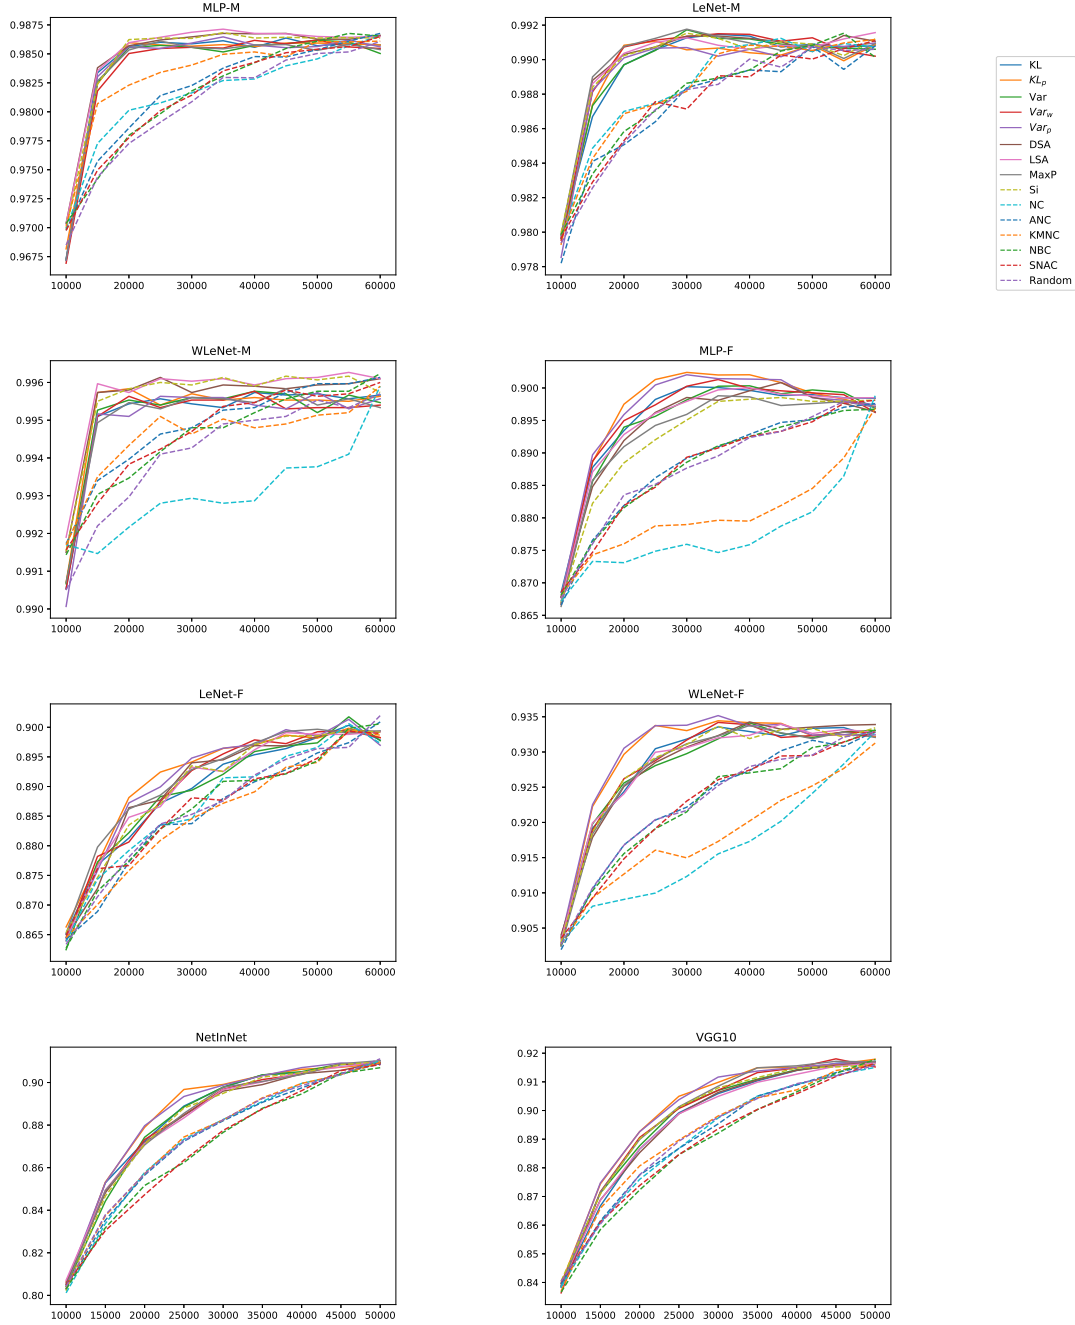 MLP-M
0.9875
0.9850
0.9825
0.9800
0.9775
0.9750
0.9725
0.9700
0.9675
10000 20000 30000 40000 50000 60000
LeNet-M
0.992
0.990
0.988
0.986
0.984
0.982
0.980
0.978
10000 20000 30000 40000 50000 60000
KL
KL_p
Var
Var_w
Var_p
DSA
LSA
MaxP
Si
NC
ANC
KMNC
NBC
SNAC
Random
WLeNet-M
0.996
0.995
0.994
0.993
0.992
0.991
0.990
10000 20000 30000 40000 50000 60000
MLP-F
0.900
0.895
0.890
0.885
0.880
0.875
0.870
0.865
10000 20000 30000 40000 50000 60000
LeNet-F
0.900
0.895
0.890
0.885
0.880
0.875
0.870
0.865
10000 20000 30000 40000 50000 60000
WLeNet-F
0.935
0.930
0.925
0.920
0.915
0.910
0.905
10000 20000 30000 40000 50000 60000
NetInNet
0.90
0.88
0.86
0.84
0.82
0.80
10000 15000 20000 25000 30000 35000 40000 45000 50000
VGG10
0.92
0.91
0.90
0.89
0.88
0.87
0.86
0.85
0.84
10000 15000 20000 25000 30000 35000 40000 45000 50000